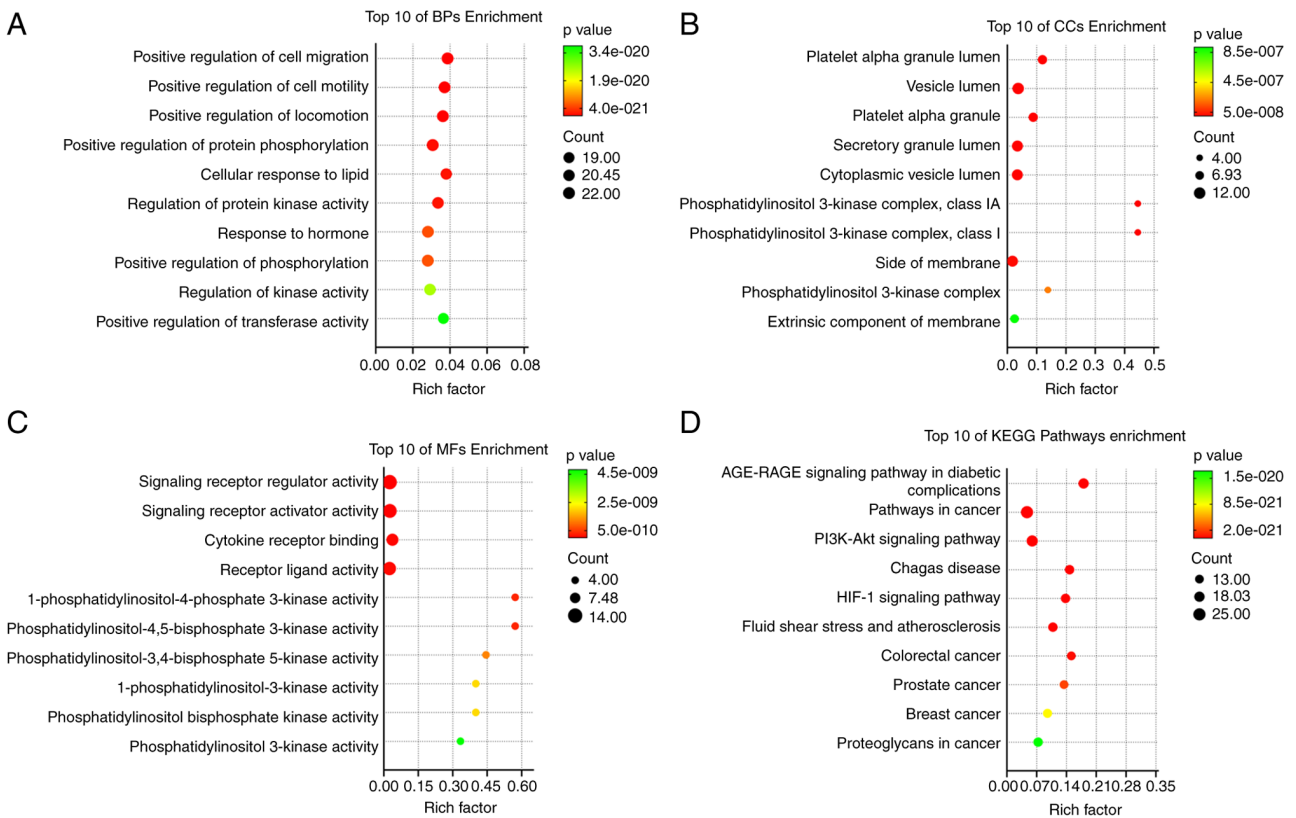 A
Top 10 of BPs Enrichment
Positive regulation of cell migration
Positive regulation of cell motility
Positive regulation of locomotion
Positive regulation of protein phosphorylation
Cellular response to lipid
Regulation of protein kinase activity
Response to hormone
Positive regulation of phosphorylation
Regulation of kinase activity
Positive regulation of transferase activity
0.00 0.02 0.04 0.06 0.08
Rich factor
p value
3.4e-020
1.9e-020
4.0e-021
Count
19.00
20.45
22.00
B
Top 10 of CCs Enrichment
Platelet alpha granule lumen
Vesicle lumen
Platelet alpha granule
Secretory granule lumen
Cytoplasmic vesicle lumen
Phosphatidylinositol 3-kinase complex, class IA
Phosphatidylinositol 3-kinase complex, class I
Side of membrane
Phosphatidylinositol 3-kinase complex
Extrinsic component of membrane
0.0 0.1 0.2 0.3 0.4 0.5
Rich factor
p value
8.5e-007
4.5e-007
5.0e-008
Count
4.00
6.93
12.00
C
Top 10 of MFs Enrichment
Signaling receptor regulator activity
Signaling receptor activator activity
Cytokine receptor binding
Receptor ligand activity
1-phosphatidylinositol-4-phosphate 3-kinase activity
Phosphatidylinositol-4,5-bisphosphate 3-kinase activity
Phosphatidylinositol-3,4-bisphosphate 5-kinase activity
1-phosphatidylinositol-3-kinase activity
Phosphatidylinositol bisphosphate kinase activity
Phosphatidylinositol 3-kinase activity
0.00 0.15 0.30 0.45 0.60
Rich factor
p value
4.5e-009
2.5e-009
5.0e-010
Count
4.00
7.48
14.00
D
Top 10 of KEGG Pathways enrichment
AGE-RAGE signaling pathway in diabetic
complications
Pathways in cancer
PI3K-Akt signaling pathway
Chagas disease
HIF-1 signaling pathway
Fluid shear stress and atherosclerosis
Colorectal cancer
Prostate cancer
Breast cancer
Proteoglycans in cancer
0.00 0.07 0.14 0.21 0.28 0.35
Rich factor
p value
1.5e-020
8.5e-021
2.0e-021
Count
13.00
18.03
25.00